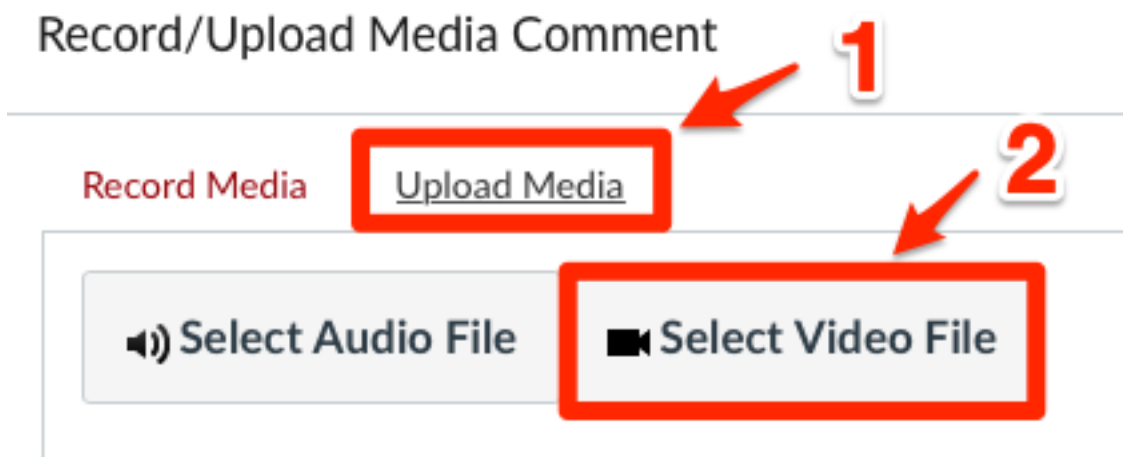 Record/Upload Media Comment
1
Record Media Upload Media
2
Select Audio File Select Video File